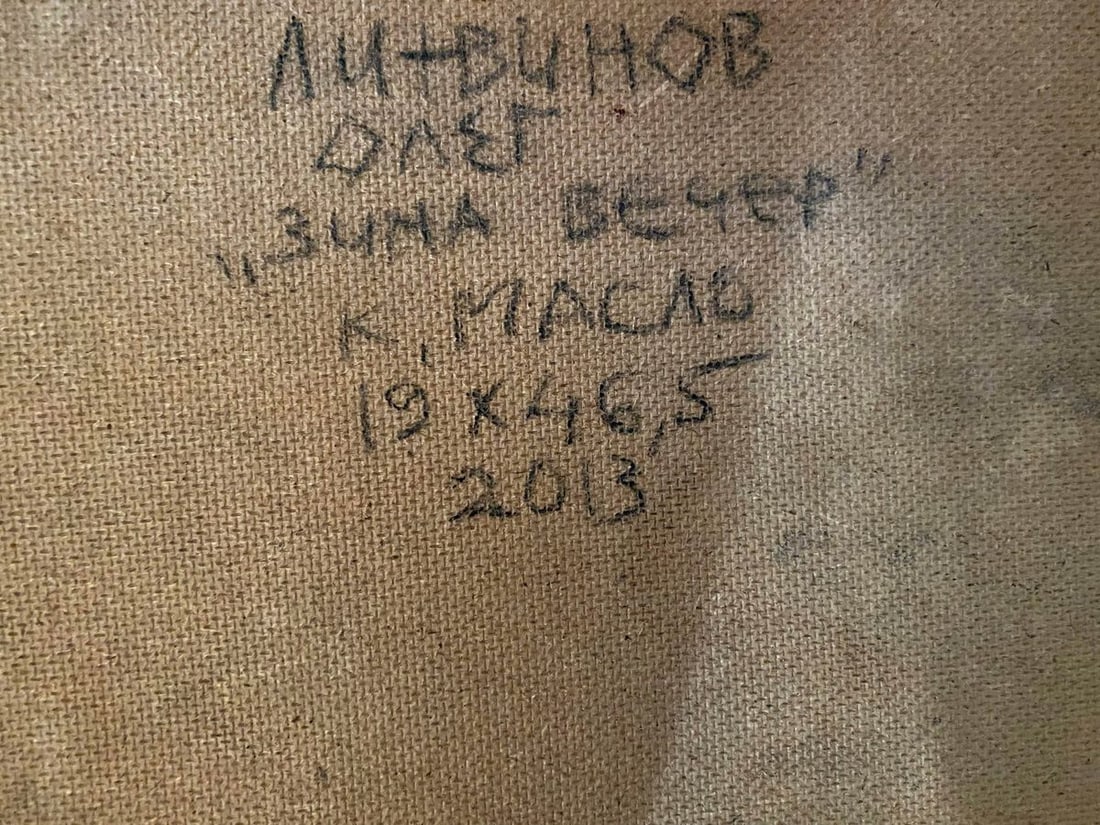 ЛИТВИНОВ
ОЛЕГ
„ЗИМА ВЕЧЕР"
К, МАСЛО
19 х 46,5
2013